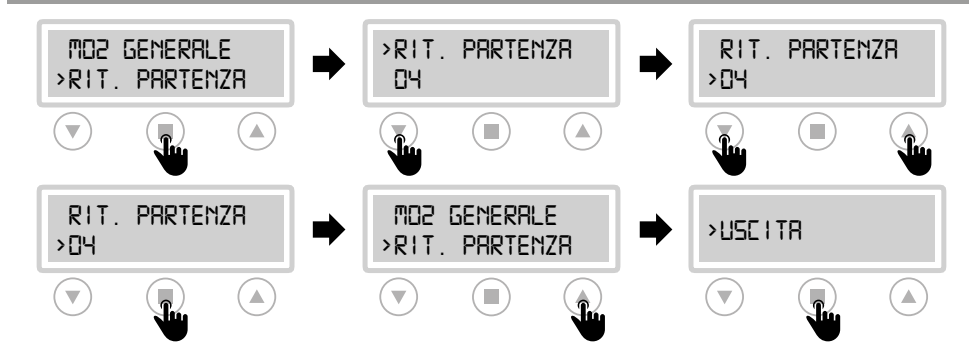 M02 GENERALE
>RIT. PARTENZA
>RIT. PARTENZA
04
RIT. PARTENZA
>04
RIT. PARTENZA
>04
M02 GENERALE
>RIT. PARTENZA
>USCITA